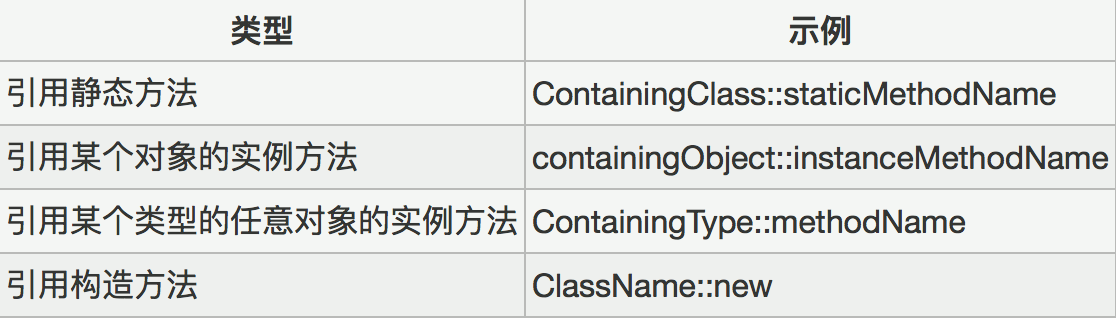 类型 示例
引用静态方法 ContainingClass::staticMethodName
引用某个对象的实例方法 containingObject::instanceMethodName
引用某个类型的任意对象的实例方法 ContainingType::methodName
引用构造方法 ClassName::new